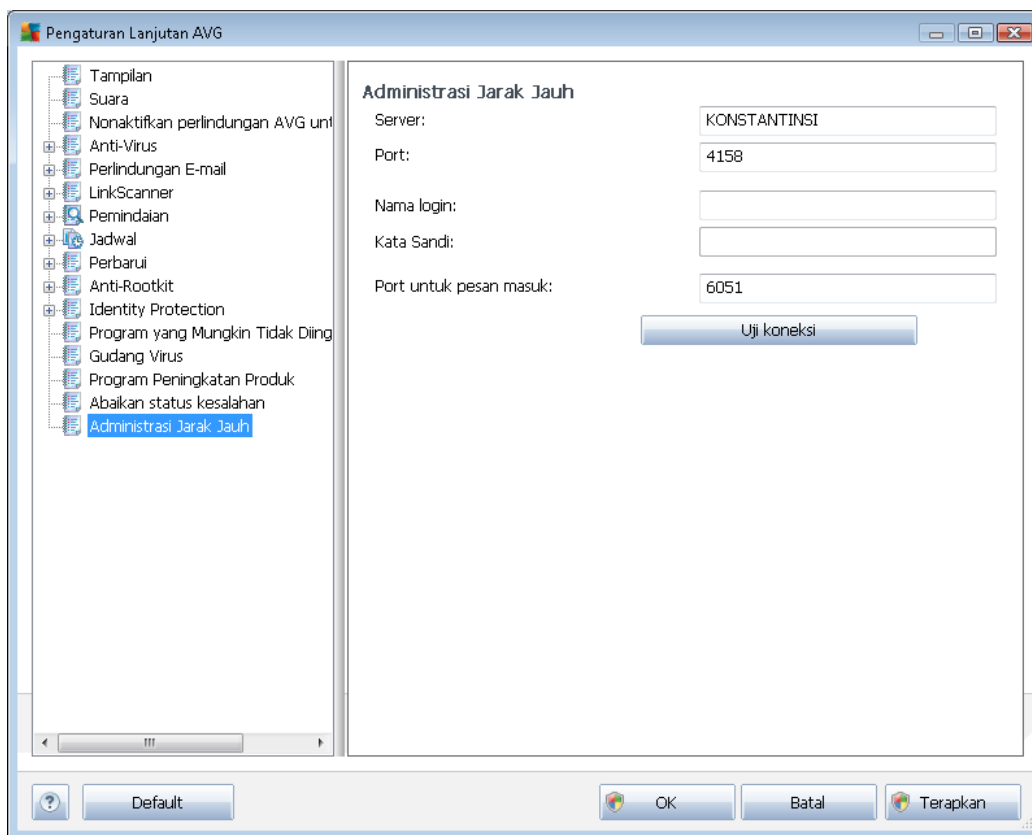 Pengaturan Lanjutan AVG
Tampilan
Suara
Nonaktifkan perlindungan AVG unt
Anti-Virus
Perlindungan E-mail
LinkScanner
Pemindaian
Jadwal
Perbarui
Anti-Rootkit
Identity Protection
Program yang Mungkin Tidak Diing
Gudang Virus
Program Peningkatan Produk
Abaikan status kesalahan
Administrasi Jarak Jauh
Administrasi Jarak Jauh
Server: KONSTANTINSI
Port: 4158
Nama login:
Kata Sandi:
Port untuk pesan masuk: 6051
Uji koneksi
? Default OK Batal Terapkan